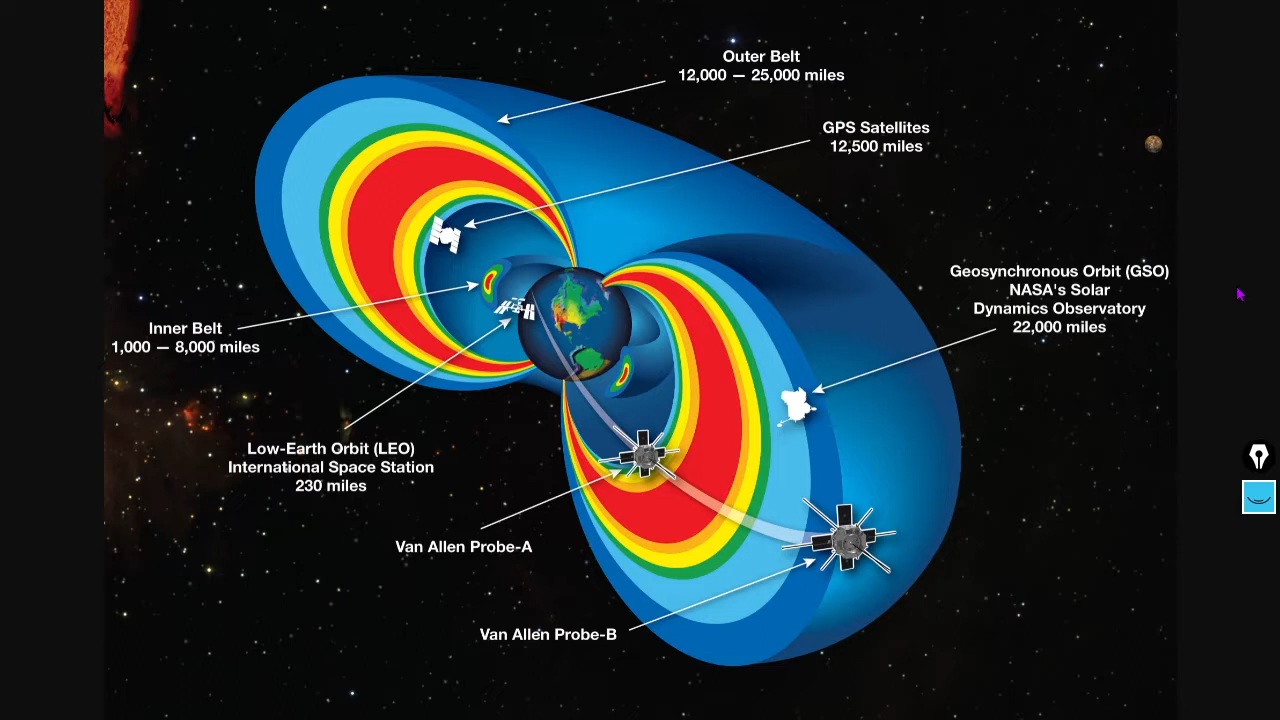 Outer Belt
12,000 — 25,000 miles
GPS Satellites
12,500 miles
Geosynchronous Orbit (GSO)
NASA's Solar
Dynamics Observatory
22,000 miles
Inner Belt
1,000 — 8,000 miles
Low-Earth Orbit (LEO)
International Space Station
230 miles
Van Allen Probe-A
Van Allen Probe-B